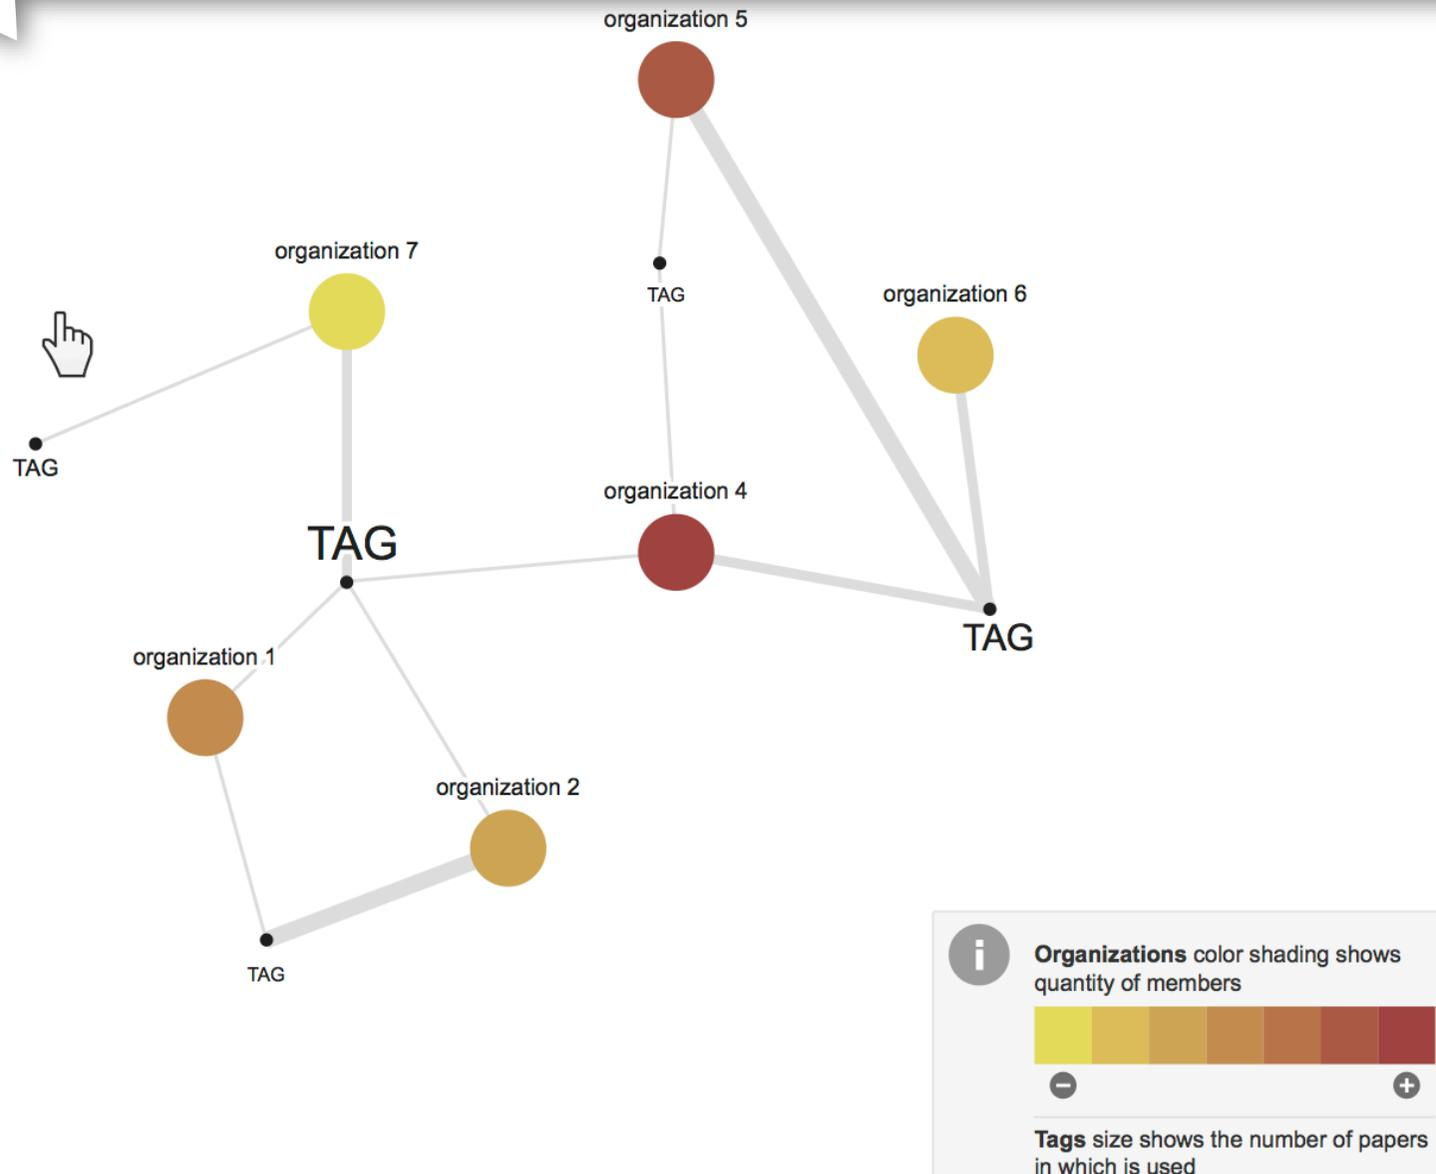 organization 5
organization 7
TAG
organization 6
TAG
organization 4
TAG
TAG
organization 1
organization 2
TAG
i
Organizations color shading shows
quantity of members
Tags size shows the number of papers
in which is used